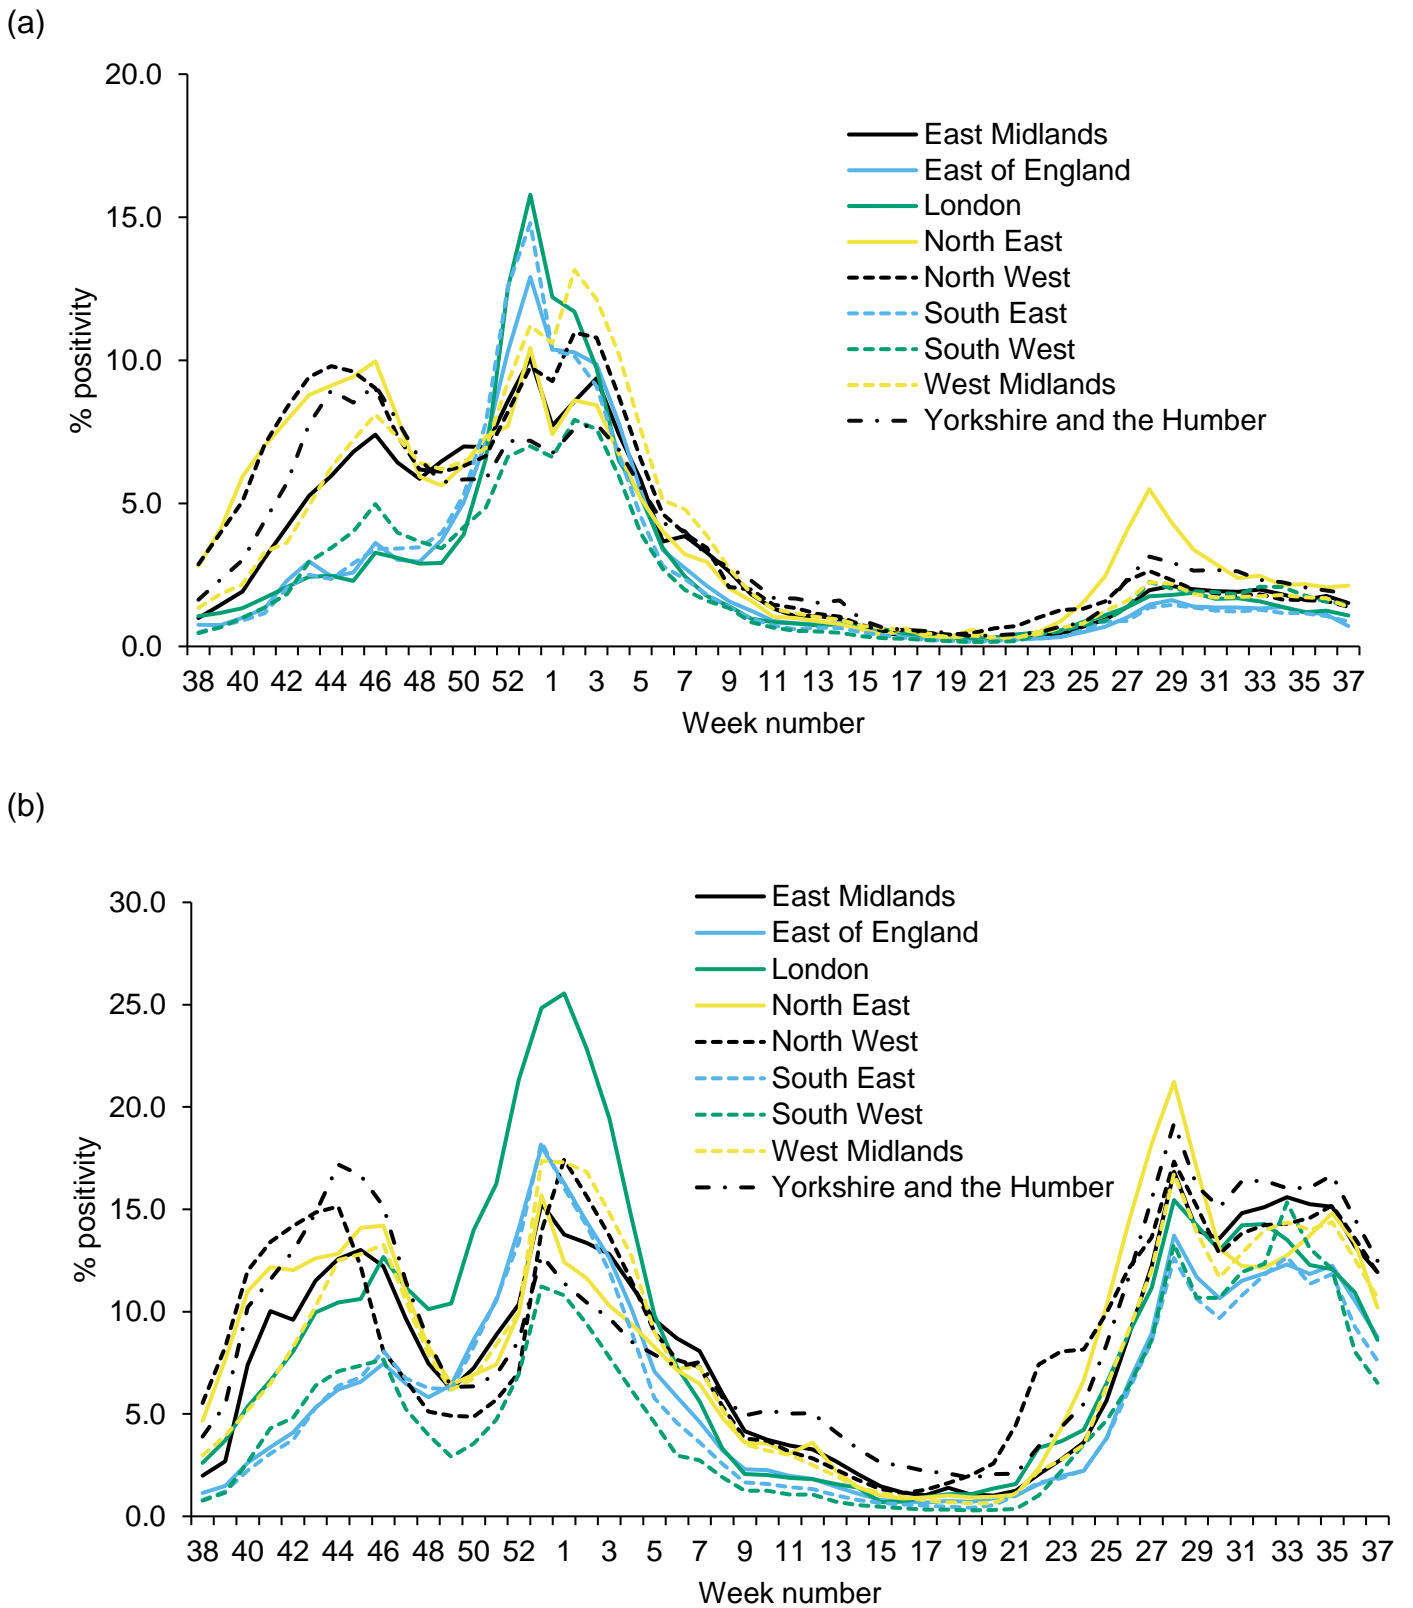 (a)
20.0
15.0
10.0
5.0
0.0
% positivity
East Midlands
East of England
London
North East
North West
South East
South West
West Midlands
Yorkshire and the Humber
38 40 42 44 46 48 50 52 1 3 5 7 9 11 13 15 17 19 21 23 25 27 29 31 33 35 37
Week number
(b)
30.0
25.0
20.0
15.0
10.0
5.0
0.0
% positivity
East Midlands
East of England
London
North East
North West
South East
South West
West Midlands
Yorkshire and the Humber
38 40 42 44 46 48 50 52 1 3 5 7 9 11 13 15 17 19 21 23 25 27 29 31 33 35 37
Week number